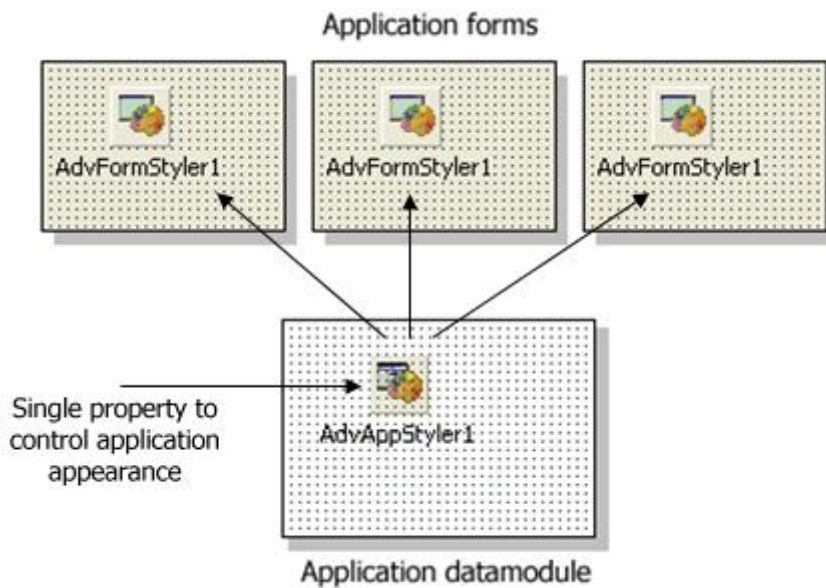 Application forms
AdvFormStyler1
AdvFormStyler1
AdvFormStyler1
Single property to
control application
appearance
AdvAppStyler1
Application datamodule